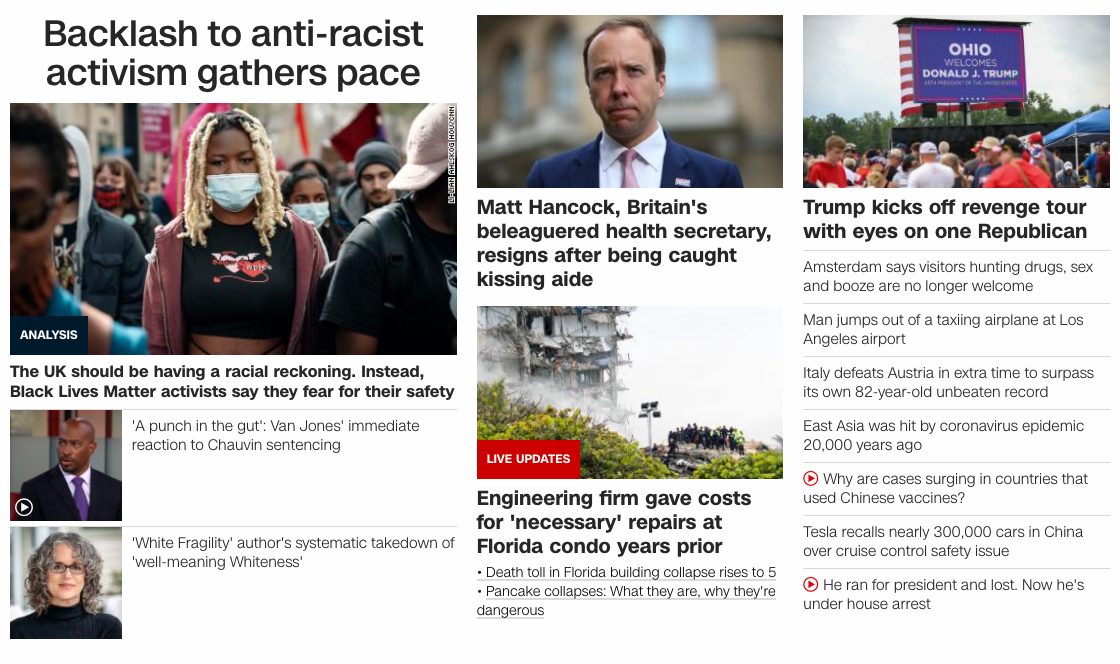 Backlash to anti-racist
activism gathers pace
LI-LIAN AHLSKOG HOU/CNN
ANALYSIS
The UK should be having a racial reckoning. Instead,
Black Lives Matter activists say they fear for their safety
'A punch in the gut': Van Jones' immediate
reaction to Chauvin sentencing
'White Fragility' author's systematic takedown of
'well-meaning Whiteness'
Matt Hancock, Britain's
beleaguered health secretary,
resigns after being caught
kissing aide
LIVE UPDATES
Engineering firm gave costs
for 'necessary' repairs at
Florida condo years prior
• Death toll in Florida building collapse rises to 5
• Pancake collapses: What they are, why they're
dangerous
OHIO
WELCOMES
DONALD J. TRUMP
45TH PRESIDENT OF THE UNITED STATES
Trump kicks off revenge tour
with eyes on one Republican
Amsterdam says visitors hunting drugs, sex
and booze are no longer welcome
Man jumps out of a taxiing airplane at Los
Angeles airport
Italy defeats Austria in extra time to surpass
its own 82-year-old unbeaten record
East Asia was hit by coronavirus epidemic
20,000 years ago
Why are cases surging in countries that
used Chinese vaccines?
Tesla recalls nearly 300,000 cars in China
over cruise control safety issue
He ran for president and lost. Now he's
under house arrest